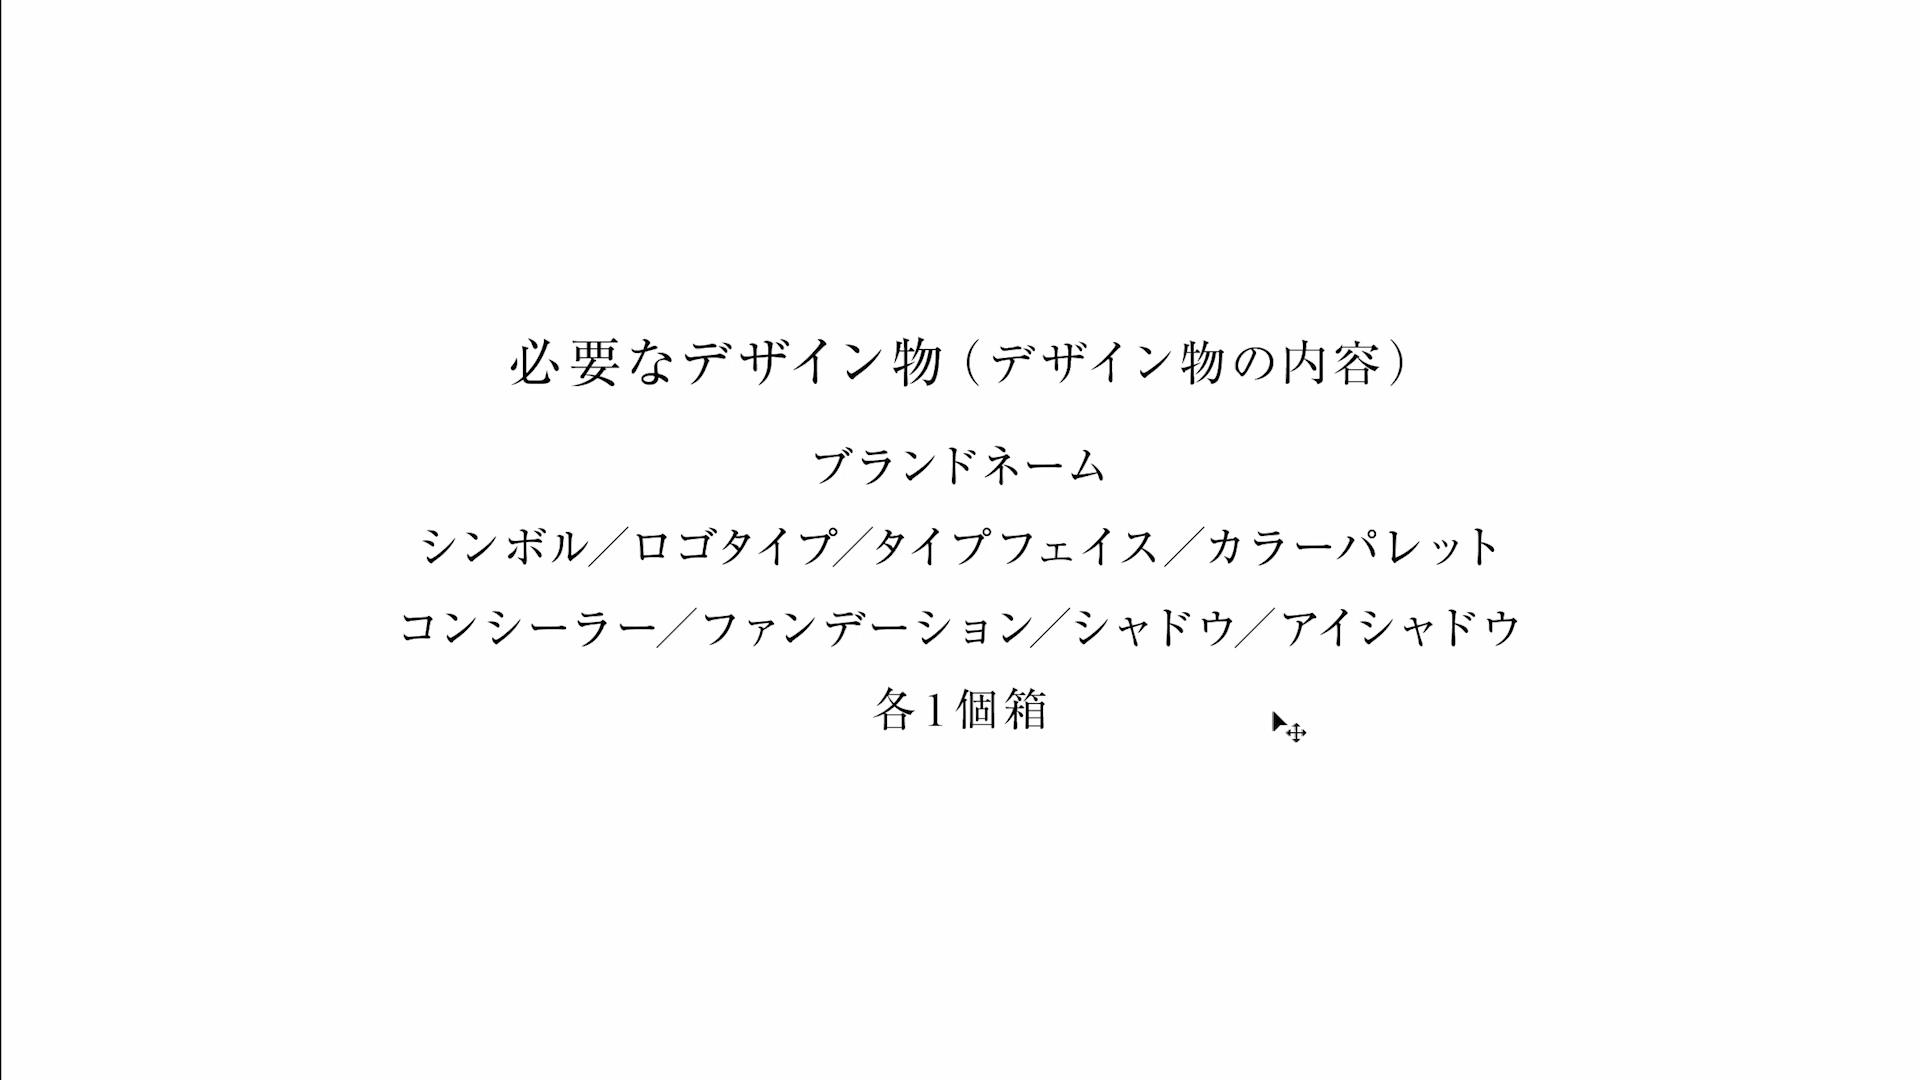 必要なデザイン物（デザイン物の内容）
ブランドネーム
シンボル／ロゴタイプ／タイプフェイス／カラーパレット
コンシーラー／ファンデーション／シャドウ／アイシャドウ
各1個箱